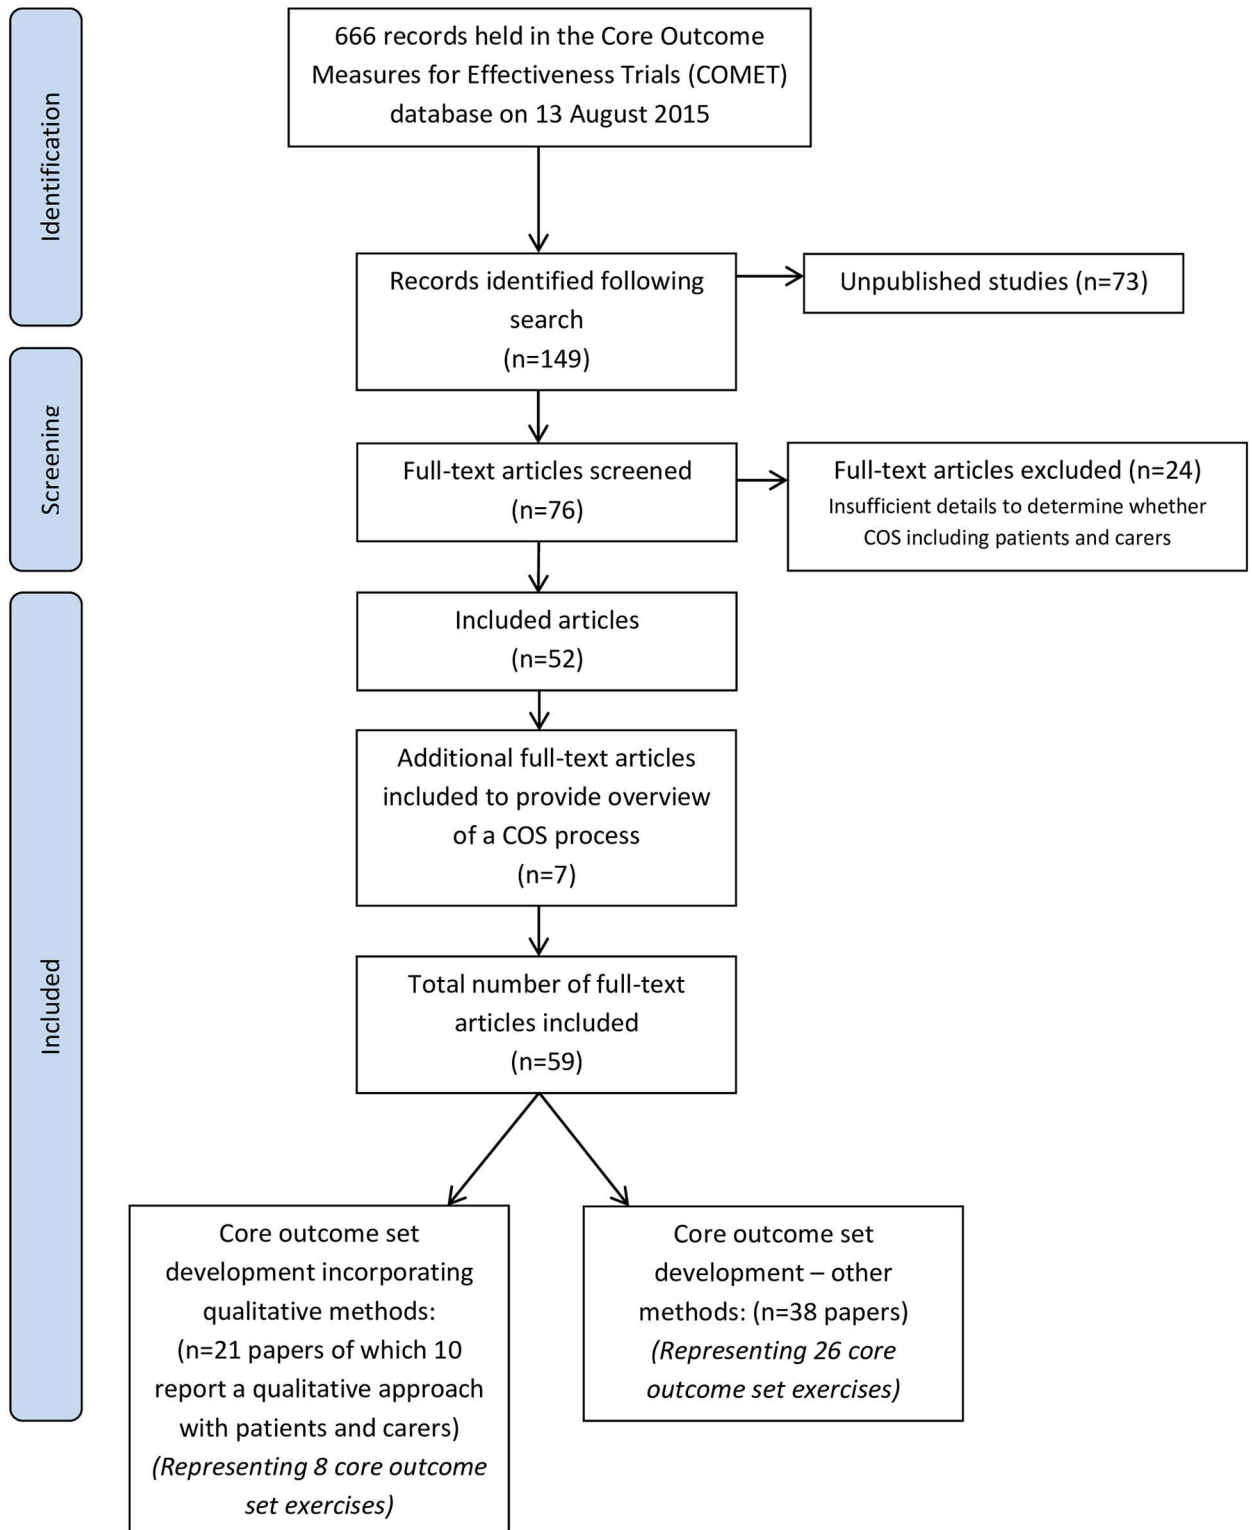 Identification
666 records held in the Core Outcome
Measures for Effectiveness Trials (COMET)
database on 13 August 2015
Records identified following
search
(n=149)
Unpublished studies (n=73)
Screening
Full-text articles screened
(n=76)
Full-text articles excluded (n=24)
Insufficient details to determine whether
COS including patients and carers
Included
Included articles
(n=52)
Additional full-text articles
included to provide overview
of a COS process
(n=7)
Total number of full-text
articles included
(n=59)
Core outcome set
development incorporating
qualitative methods:
(n=21 papers of which 10
report a qualitative approach
with patients and carers)
(Representing 8 core outcome
set exercises)
Core outcome set
development – other
methods: (n=38 papers)
(Representing 26 core
outcome set exercises)